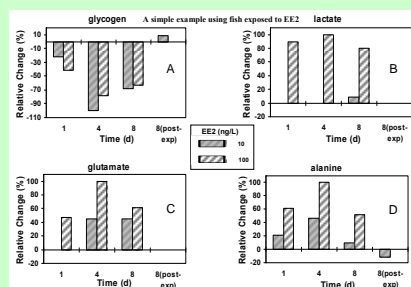 glycogen A simple example using fish exposed to EE2 lactate
Relative Change (%)
10
-10
-30
-50
-70
-90
-110
A
1 4 8 8(post-exp)
Time (d)
Relative Change (%)
100
80
60
40
20
0
-20
B
1 4 8 8(post-exp)
Time (d)
EE2 (ng/L)
10
100
glutamate
Relative Change (%)
100
80
60
40
20
0
-20
C
1 4 8 8(post-exp)
Time (d)
alanine
Relative Change (%)
100
80
60
40
20
0
-20
D
1 4 8 8(post-exp)
Time (d)